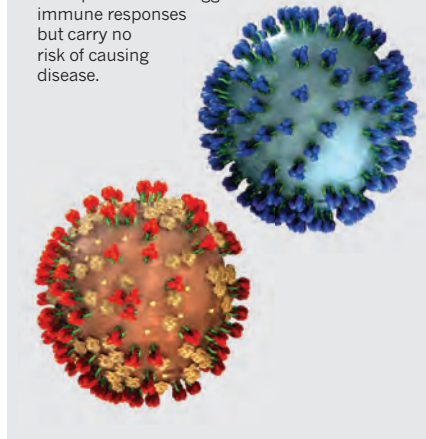 immune responses
but carry no
risk of causing
disease.